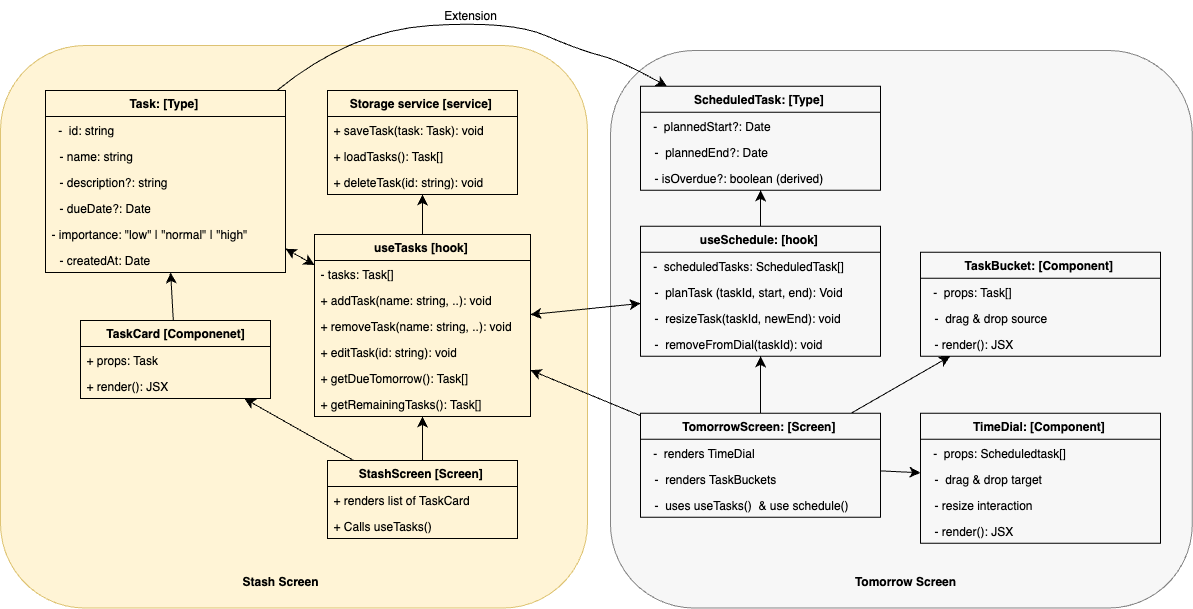 Extension
Task: [Type]
- id: string
- name: string
- description?: string
- dueDate?: Date
- importance: "low" | "normal" | "high"
- createdAt: Date
Storage service [service]
+ saveTask(task: Task): void
+ loadTasks(): Task[]
+ deleteTask(id: string): void
useTasks [hook]
- tasks: Task[]
+ addTask(name: string, ..): void
+ removeTask(name: string, ..): void
+ editTask(id: string): void
+ getDueTomorrow(): Task[]
+ getRemainingTasks(): Task[]
TaskCard [Componenet]
+ props: Task
+ render(): JSX
StashScreen [Screen]
+ renders list of TaskCard
+ Calls useTasks()
Stash Screen
ScheduledTask: [Type]
- plannedStart?: Date
- plannedEnd?: Date
- isOverdue?: boolean (derived)
useSchedule: [hook]
- scheduledTasks: ScheduledTask[]
- planTask (taskId, start, end): Void
- resizeTask(taskId, newEnd): void
- removeFromDial(taskId): void
TaskBucket: [Component]
- props: Task[]
- drag & drop source
- render(): JSX
TomorrowScreen: [Screen]
- renders TimeDial
- renders TaskBuckets
- uses useTasks() & use schedule()
TimeDial: [Component]
- props: Scheduledtask[]
- drag & drop target
- resize interaction
- render(): JSX
Tomorrow Screen